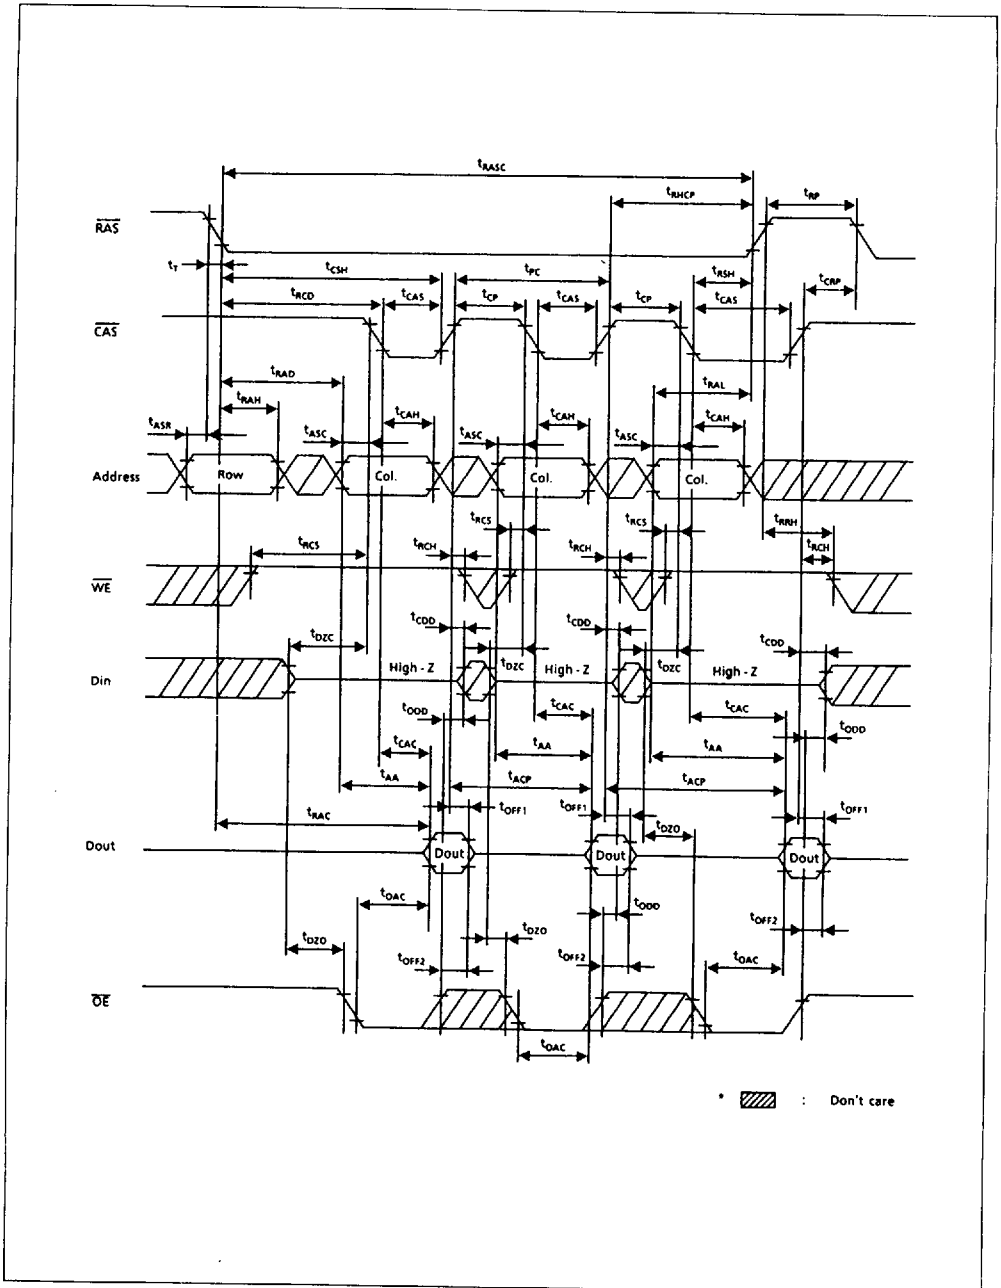 tRASC
tRHCP
tRP
R̅A̅S̅
tT
tCSH
tPC
tRSH
tCRP
tRCD
tCAS
tCP
tCAS
tCP
tCAS
C̅A̅S̅
tRAD
tRAL
tRAH
tASR
tASC
tCAH
tASC
tCAH
tASC
tCAH
Address
Row
Col.
Col.
Col.
tRCS
tRCS
tRRH
tRCS
tRCH
tRCH
tRCH
W̅E̅
tCDD
tCDD
tCDD
tDZC
tDZC
tDZC
Din
High - Z
High - Z
High - Z
tODD
tCAC
tCAC
tODD
tCAC
tAA
tAA
tAA
tACP
tACP
tRAC
tOFF1
tOFF1
tOFF1
tDZO
Dout
Dout
Dout
Dout
tOAC
tODD
tOFF2
tDZO
tDZO
tOFF2
tOFF2
tOAC
O̅E̅
tOAC
* : Don't care